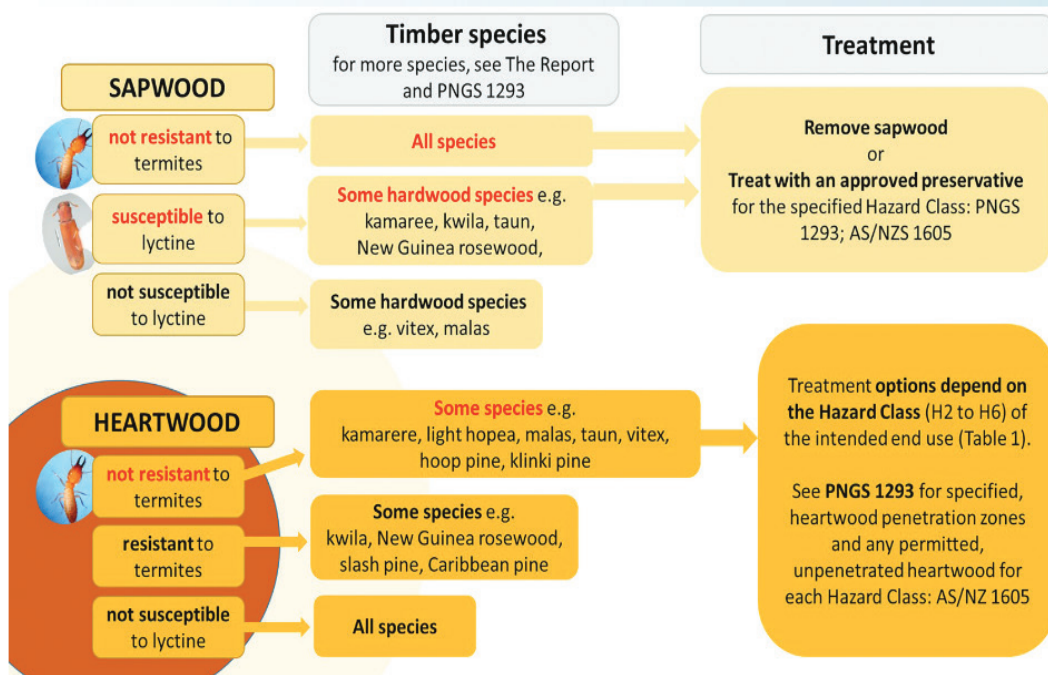 Timber species
for more species, see The Report
and PNGS 1293
Treatment
SAPWOOD
not resistant to
termites
All species
susceptible to
lyctine
Some hardwood species e.g.
kamaree, kwila, taun,
New Guinea rosewood,
Remove sapwood
or
Treat with an approved preservative
for the specified Hazard Class: PNGS
1293; AS/NZS 1605
not susceptible
to lyctine
Some hardwood species
e.g. vitex, malas
HEARTWOOD
not resistant to
termites
Some species e.g.
kamarere, light hopea, malas, taun, vitex,
hoop pine, klinki pine
Treatment options depend on
the Hazard Class (H2 to H6) of
the intended end use (Table 1).
See PNGS 1293 for specified,
heartwood penetration zones
and any permitted,
unpenetrated heartwood for
each Hazard Class: AS/NZ 1605
resistant to
termites
Some species e.g.
kwila, New Guinea rosewood,
slash pine, Caribbean pine
not susceptible
to lyctine
All species